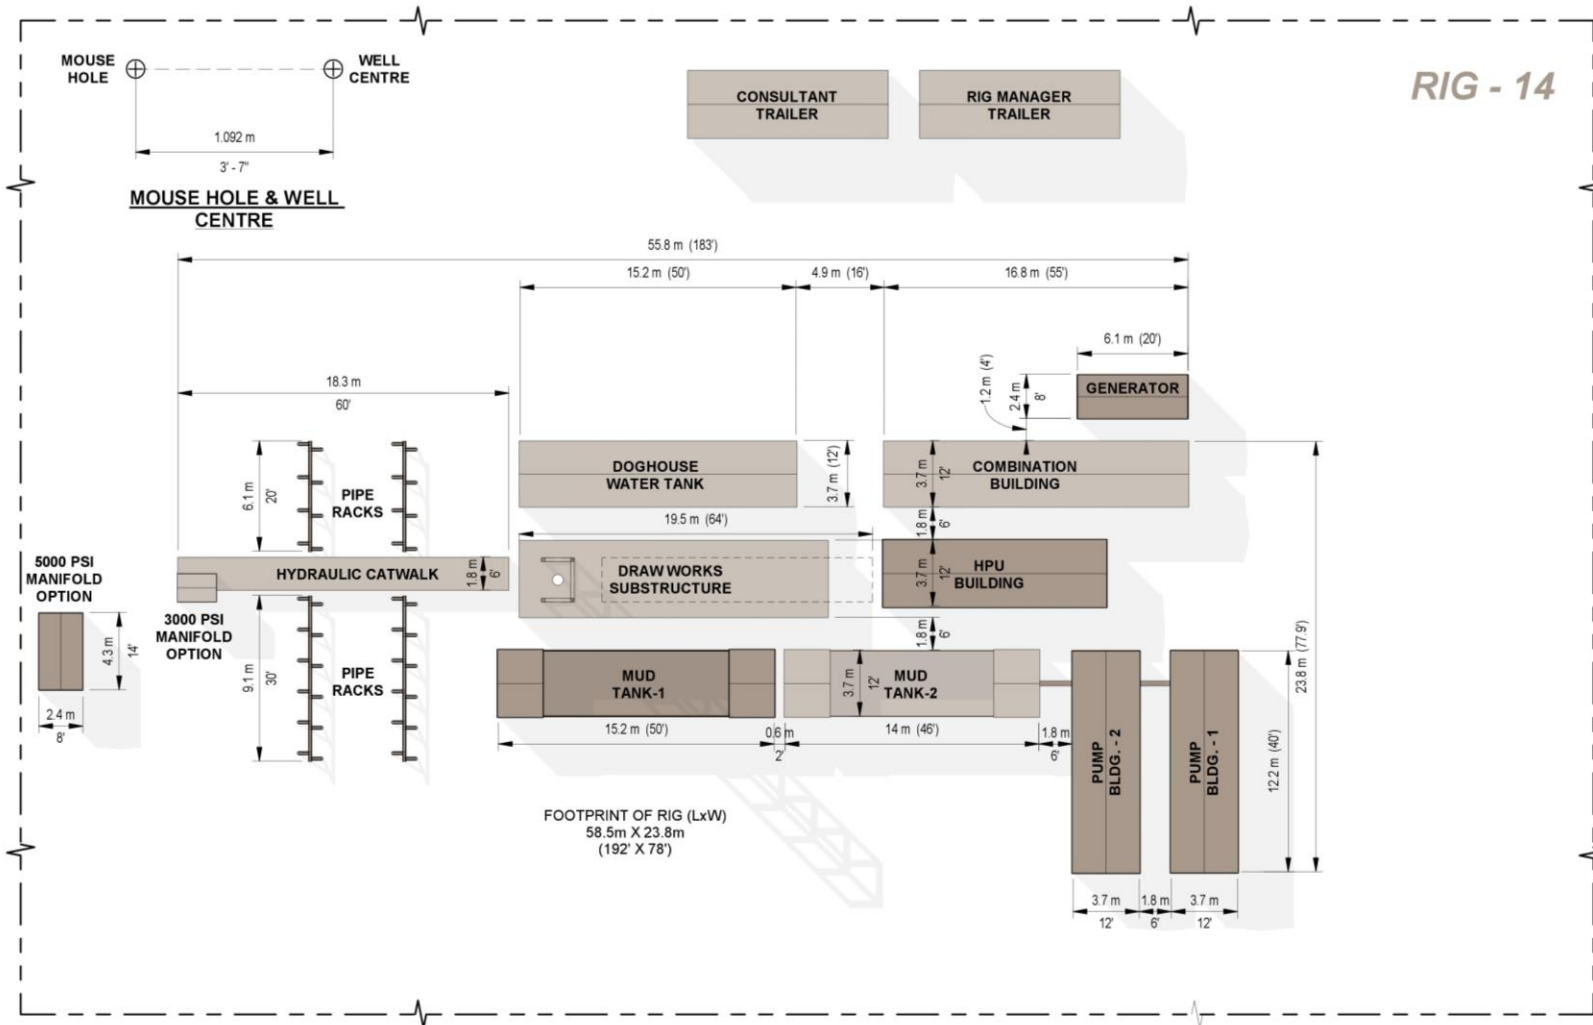 RIG - 14
MOUSE
HOLE
WELL
CENTRE
1.092 m
3' - 7"
MOUSE HOLE & WELL
CENTRE
CONSULTANT
TRAILER
RIG MANAGER
TRAILER
55.8 m (183')
15.2 m (50')
4.9 m (16')
16.8 m (55')
6.1 m (20')
1.2 m (4')
2.4 m
8'
GENERATOR
18.3 m
60'
6.1 m
20'
PIPE
RACKS
DOGHOUSE
WATER TANK
3.7 m (12')
3.7 m
12'
COMBINATION
BUILDING
19.5 m (64')
1.8 m
6'
5000 PSI
MANIFOLD
OPTION
HYDRAULIC CATWALK
1.8 m
6'
DRAW WORKS
SUBSTRUCTURE
3.7 m
12'
HPU
BUILDING
3000 PSI
MANIFOLD
OPTION
4.3 m
14'
2.4 m
8'
9.1 m
30'
PIPE
RACKS
1.8 m
6'
MUD
TANK-1
3.7 m
12'
MUD
TANK-2
15.2 m (50')
0.6 m
2'
14 m (46')
1.8 m
6'
PUMP
BLDG. - 2
PUMP
BLDG. - 1
12.2 m (40')
23.8 m (77.9')
FOOTPRINT OF RIG (LxW)
58.5m X 23.8m
(192' X 78')
3.7 m
12'
1.8 m
6'
3.7 m
12'